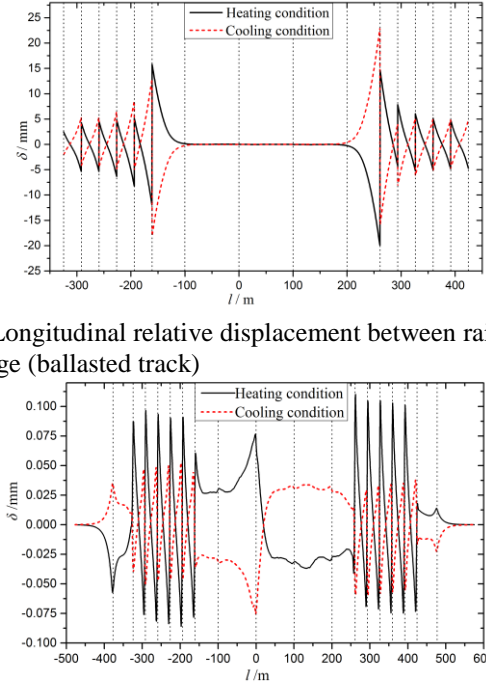 Heating condition
Cooling condition
25
20
15
10
5
0
-5
-10
-15
-20
-25
δ / mm
-300 -200 -100 0 100 200 300 400
l / m
Longitudinal relative displacement between rai
ge (ballasted track)
Heating condition
Cooling condition
0.100
0.075
0.050
0.025
0.000
-0.025
-0.050
-0.075
-0.100
δ /mm
-500 -400 -300 -200 -100 0 100 200 300 400 500 600
l /m